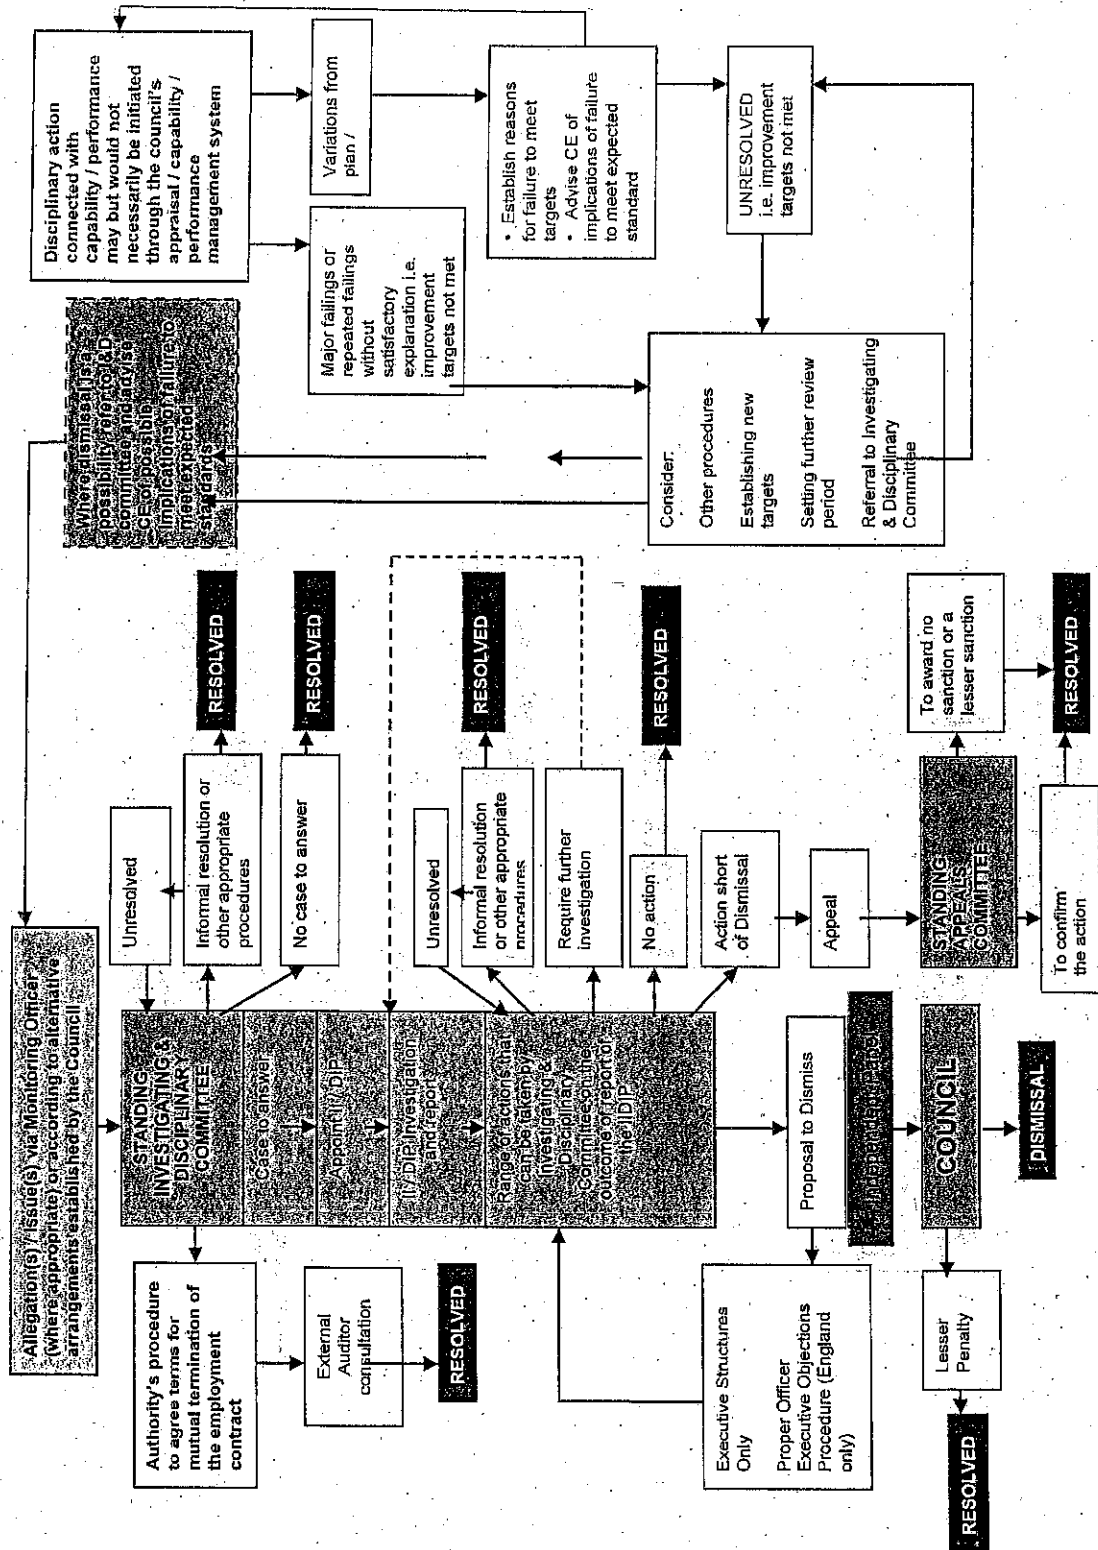 Disciplinary action
connected with
capability / performance
may but would not
necessarily be initiated
through the council's
appraisal / capability /
performance
management system
Variations from
plan /
• Establish reasons
for failure to meet
targets
• Advise CE of
implications of failure
to meet expected
standard
UNRESOLVED
i.e. improvement
targets not met
Major failings or
repeated failings
without
satisfactory
explanation i.e.
improvement
targets not met
Consider:
Other procedures
Establishing new
targets
Setting further review
period
Referral to Investigating
& Disciplinary
Committee
Where dismissal is a
possibility, refer to I&D
committee and advise
CE of possible
implications of failure to
meet expected
standards
Allegation(s) / issue(s) via Monitoring Officer
(where appropriate) or according to alternative
arrangements established by the Council
STANDING
INVESTIGATING &
DISCIPLINARY
COMMITTEE
Unresolved
Informal resolution or
other appropriate
procedures
RESOLVED
No case to answer
RESOLVED
Case to answer
Appoint II / DIP
II / DIP Investigation
and report
Range of actions that
can be taken by
Investigating &
Disciplinary
Committee on the
outcome of report of
the II/DIP
Unresolved
Informal resolution
or other appropriate
procedures
RESOLVED
Require further
investigation
No action
RESOLVED
Action short
of Dismissal
Appeal
STANDING
APPEALS
COMMITTEE
To award no
sanction or a
lesser sanction
To confirm
the action
RESOLVED
Authority's procedure
to agree terms for
mutual termination of
the employment
contract
External
Auditor
consultation
RESOLVED
Proposal to Dismiss
Executive Structures
Only
Proper Officer
Executive Objections
Procedure (England
only)
Independent Panel
COUNCIL
Lesser
Penalty
RESOLVED
DISMISSAL